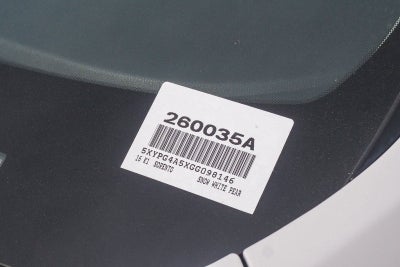 260035A
5XYPG4A5XGG098146
16 KI SORENTO
SNOW WHITE PEAR